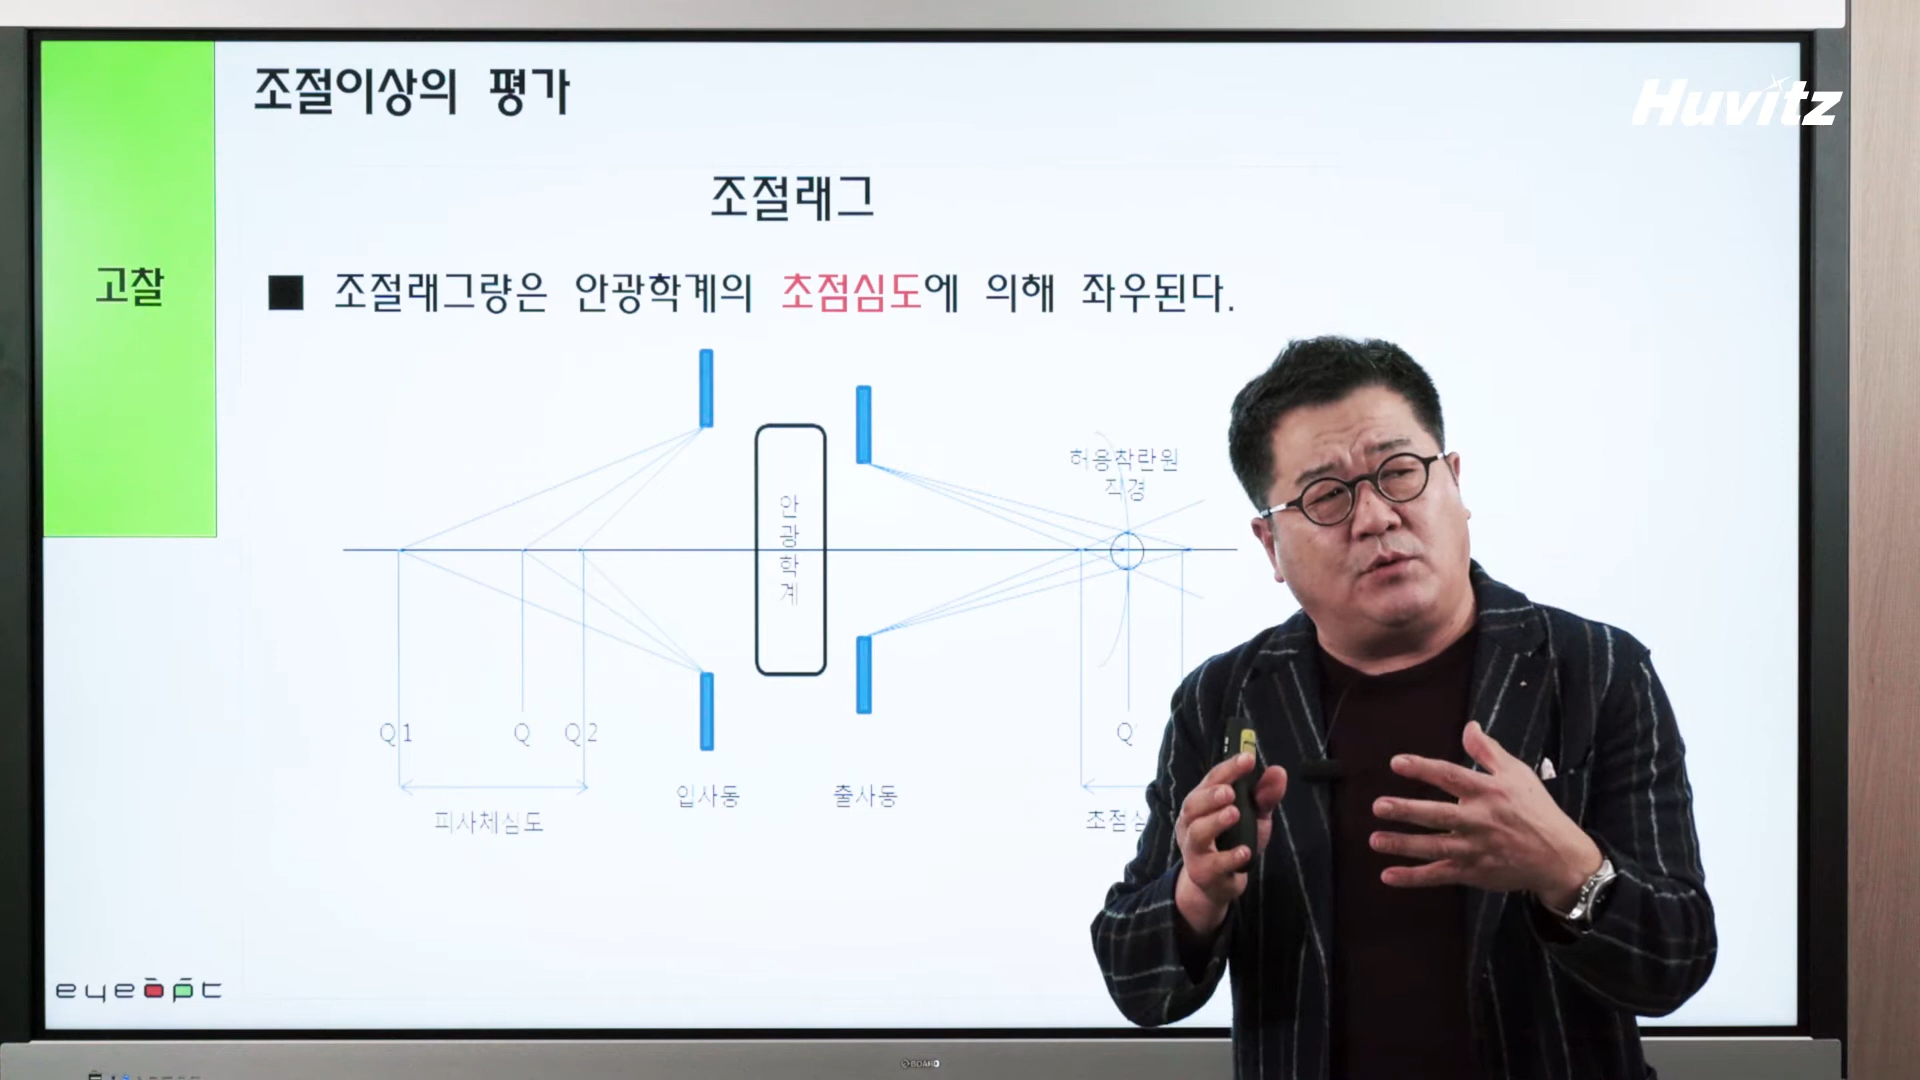 조절이상의 평가
Huvitz
조절래그
고찰
■ 조절래그량은 안광학계의 초점심도에 의해 좌우된다.
허용착란원
직경
안광학계
Q1
Q
Q2
Q'
입사동
출사동
피사체심도
초점심
eyeopt